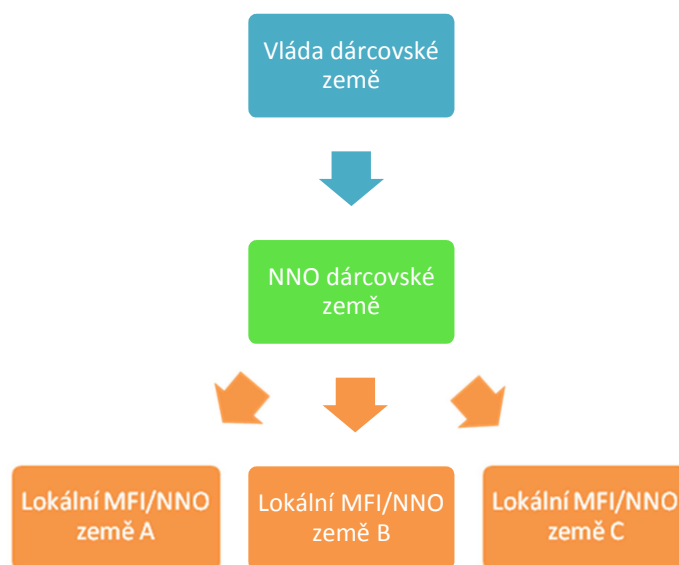 Vláda dárcovské
země
NNO dárcovské
země
Lokální MFI/NNO
země A
Lokální MFI/NNO
země B
Lokální MFI/NNO
země C